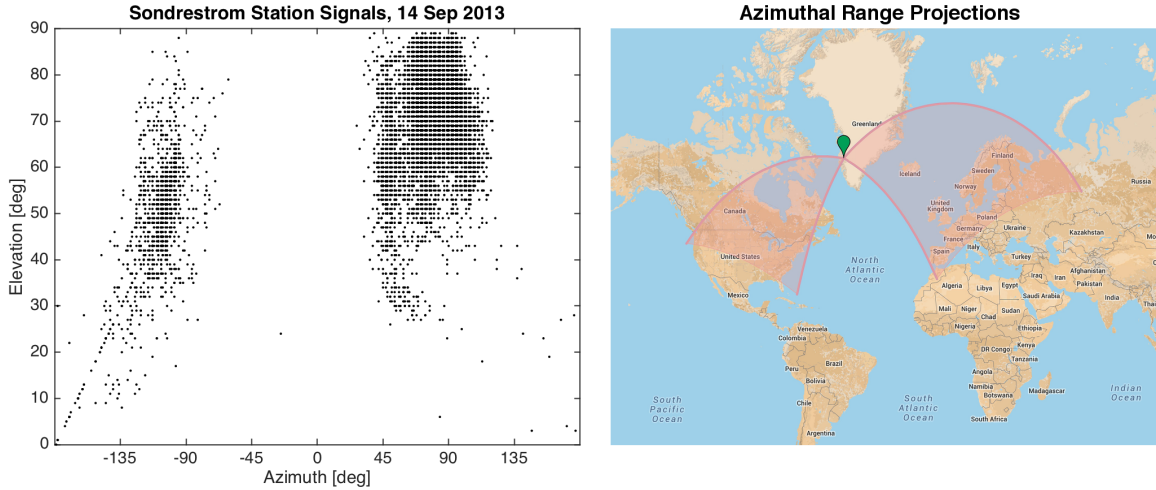 Sondrestrom Station Signals, 14 Sep 2013
90
80
70
60
50
40
30
20
10
0
Elevation [deg]
-135
-90
-45
0
45
90
135
Azimuth [deg]
Azimuthal Range Projections
Greenland
Finland
Iceland
Sweden
Norway
Russia
United
Kingdom
Canada
Poland
Germany
Ukraine
France
Kazakhstan
Spain
Italy
United States
Turkey
North
Atlantic
Ocean
Iraq
Iran
Afghanistan
Pakistan
Algeria
Libya
Egypt
Mexico
Saudi Arabia
India
Mali
Niger
Sudan
Chad
Nigeria
Ethiopia
Venezuela
Colombia
Kenya
DR Congo
Tanzania
Peru
Brazil
Angola
Bolivia
Namibia
Madagascar
Botswana
Indian
Ocean
South
Pacific
Ocean
Chile
South
Atlantic
Ocean
South Africa
Argentina